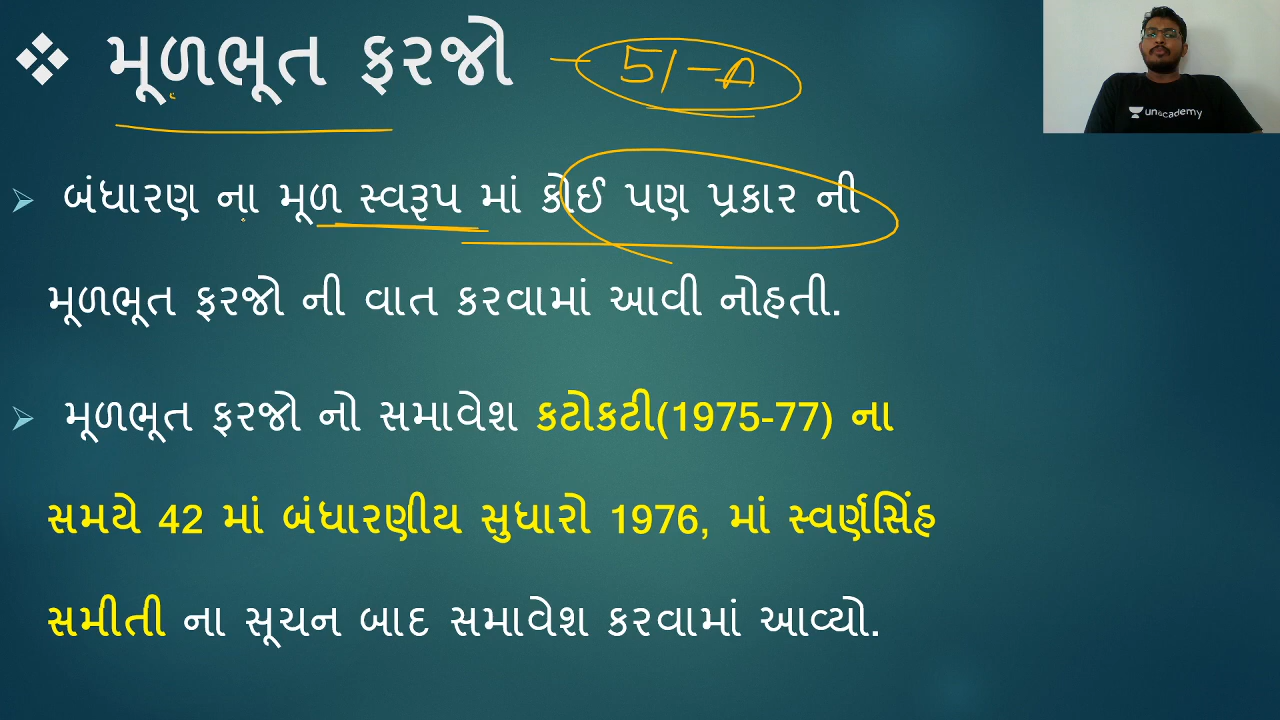 મૂળભૂત ફરજો - 51-A
unacademy
બંધારણ ના મૂળ સ્વરૂપ માં કોઈ પણ પ્રકાર ની
મૂળભૂત ફરજો ની વાત કરવામાં આવી નોહતી.
મૂળભૂત ફરજો નો સમાવેશ કટોકટી(1975-77) ના
સમયે 42 માં બંધારણીય સુધારો 1976, માં સ્વર્ણસિંહ
સમીતી ના સૂચન બાદ સમાવેશ કરવામાં આવ્યો.